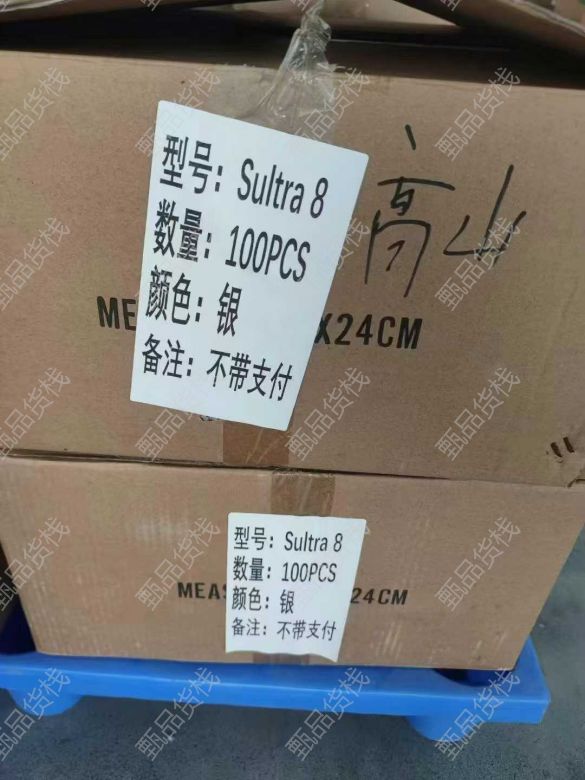 型号：Sultra 8
数量：100PCS
颜色：银
备注：不带支付
高山
ME
X24CM
型号：Sultra 8
数量：100PCS
颜色：银
备注：不带支付
MEAS
24CM
甄品货栈